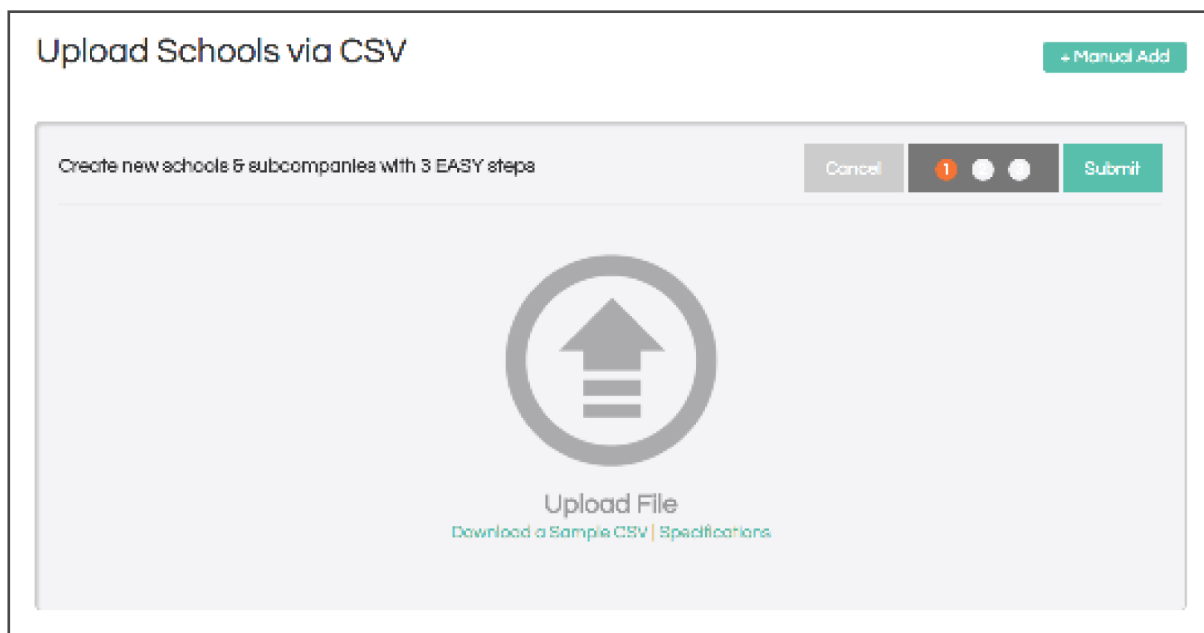 Upload Schools via CSV
+ Manual Add
Create new schools & subcompanies with 3 EASY steps
Cancel
1
Submit
Upload File
Download a Sample CSV | Specifications